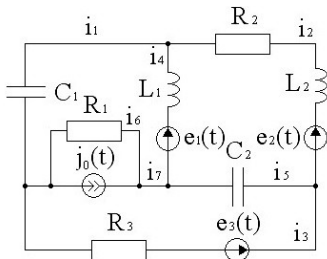 i₁
R₂
i₂
i₄
C₁
L₁
L₂
R₁
i₆
e₁(t)
C₂
e₂(t)
j₀(t)
i₇
i₅
R₃
e₃(t)
i₃